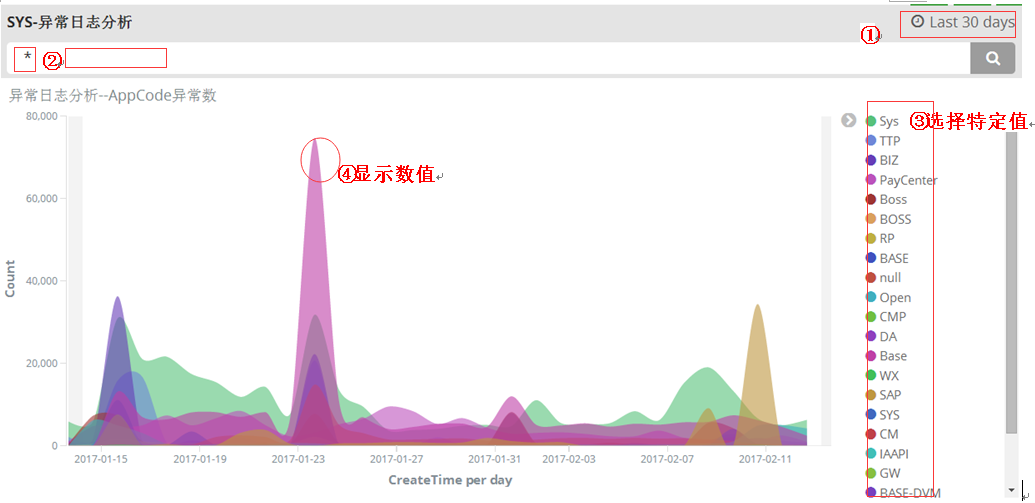 SYS-异常日志分析
Last 30 days
①
*
②
异常日志分析--AppCode异常数
80,000
60,000
40,000
20,000
0
Count
④显示数值
2017-01-15
2017-01-19
2017-01-23
2017-01-27
2017-01-31
2017-02-03
2017-02-07
2017-02-11
CreateTime per day
③选择特定值
Sys
TTP
BIZ
PayCenter
Boss
BOSS
RP
BASE
null
Open
CMP
DA
Base
WX
SAP
SYS
CM
IAAPI
GW
BASE-DVM